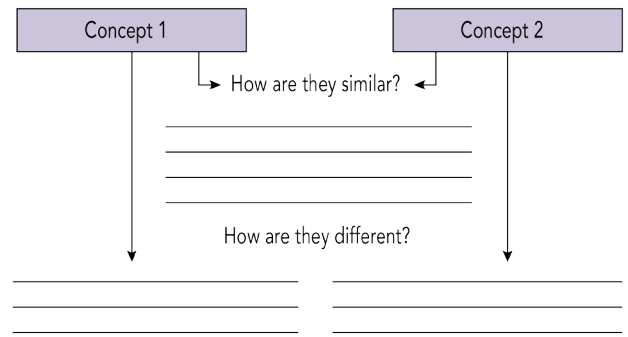 Concept 1
Concept 2
How are they similar?
How are they different?